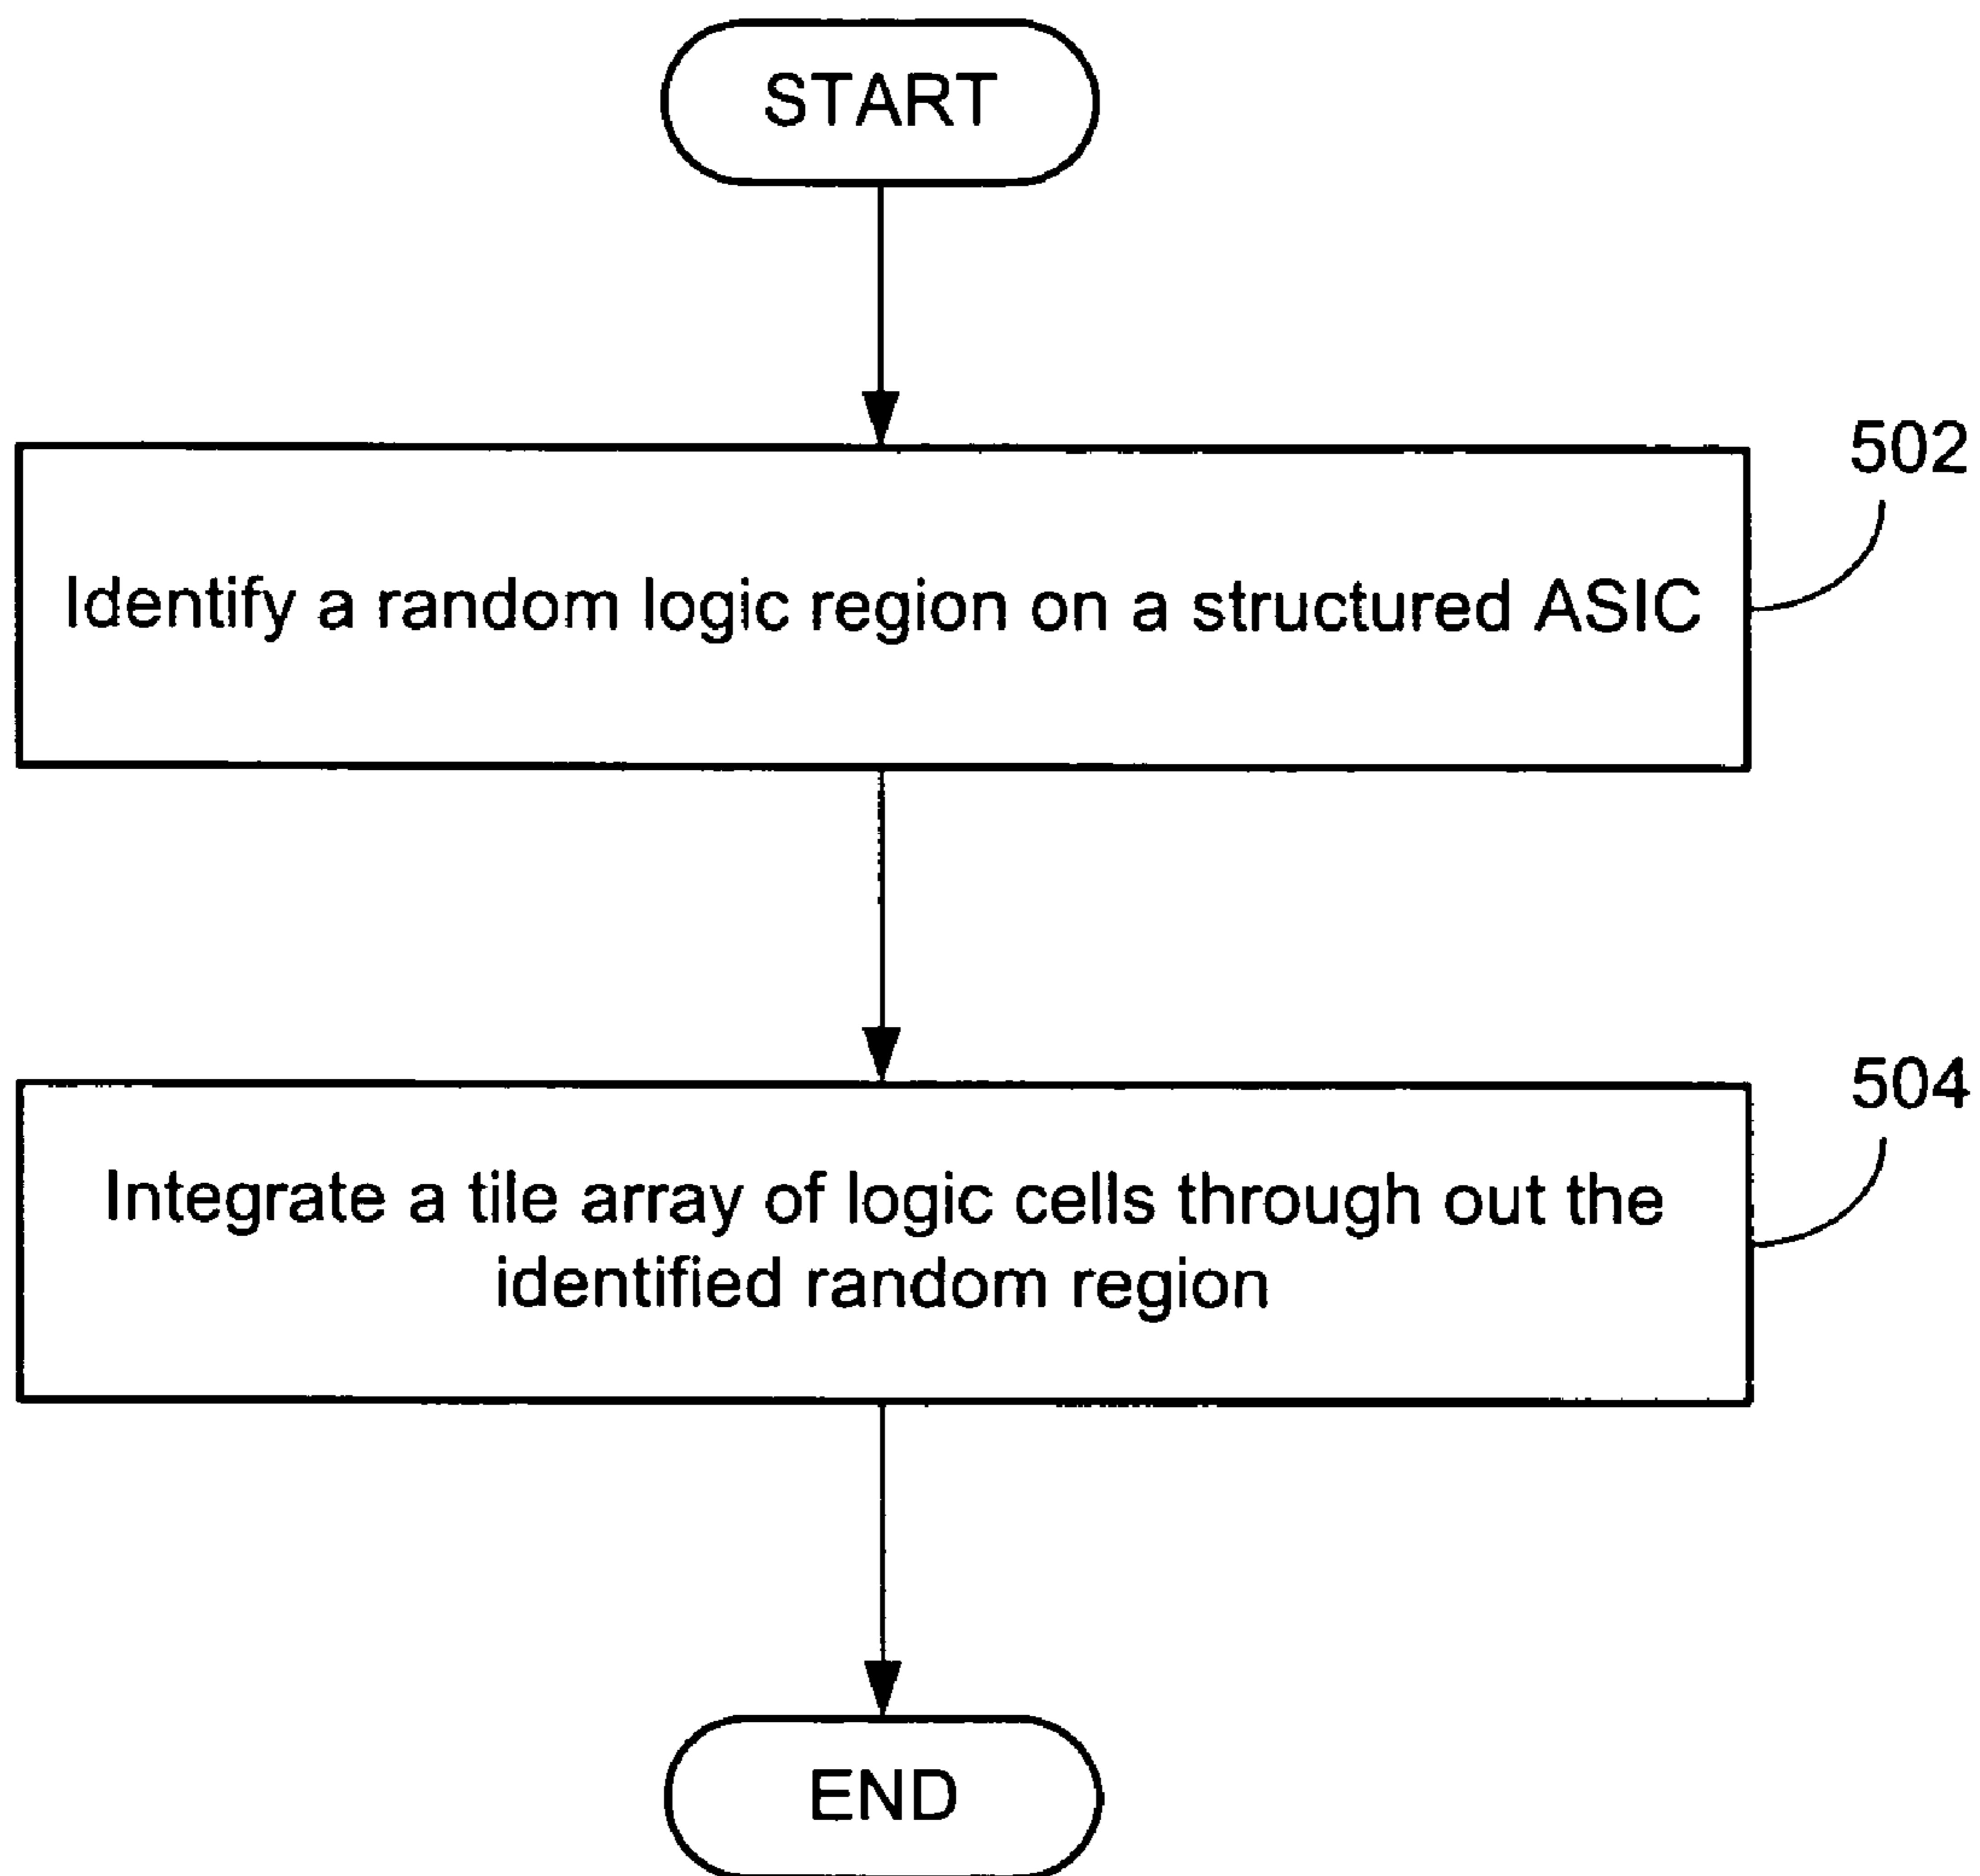 START
502
Identify a random logic region on a structured ASIC
504
Integrate a tile array of logic cells through out the
identified random region
END